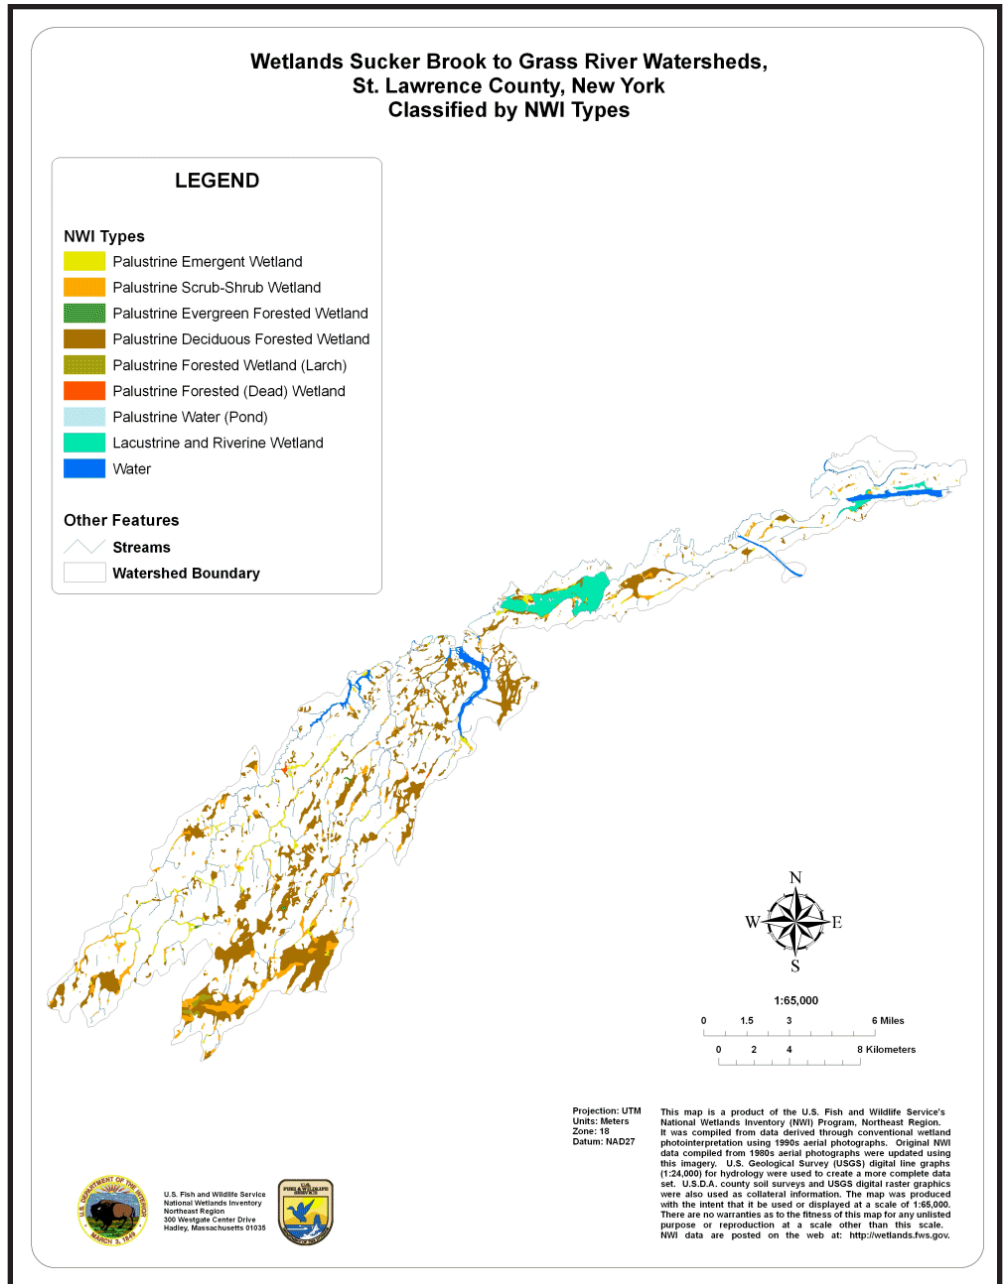 Wetlands Sucker Brook to Grass River Watersheds,
St. Lawrence County, New York
Classified by NWI Types
LEGEND
NWI Types
Palustrine Emergent Wetland
Palustrine Scrub-Shrub Wetland
Palustrine Evergreen Forested Wetland
Palustrine Deciduous Forested Wetland
Palustrine Forested Wetland (Larch)
Palustrine Forested (Dead) Wetland
Palustrine Water (Pond)
Lacustrine and Riverine Wetland
Water
Other Features
Streams
Watershed Boundary
N
W E
S
1:65,000
0 1.5 3 6 Miles
0 2 4 8 Kilometers
Projection: UTM
Units: Meters
Zone: 18
Datum: NAD27
This map is a product of the U.S. Fish and Wildlife Service's
National Wetlands Inventory (NWI) Program, Northeast Region.
It was compiled from data derived through conventional wetland
photointerpretation using 1990s aerial photographs. Original NWI
data compiled from 1980s aerial photographs were updated using
this imagery. U.S. Geological Survey (USGS) digital line graphs
(1:24,000) for hydrology were used to create a more complete data
set. U.S.D.A. county soil surveys and USGS digital raster graphics
were also used as collateral information. The map was produced
with the intent that it be used or displayed at a scale of 1:65,000.
There are no warranties as to the fitness of this map for any unlisted
purpose or reproduction at a scale other than this scale.
NWI data are posted on the web at: http://wetlands.fws.gov.
U.S. DEPARTMENT OF THE INTERIOR
MARCH 3, 1849
U.S. Fish and Wildlife Service
National Wetlands Inventory
Northeast Region
300 Westgate Center Drive
Hadley, Massachusetts 01035
U.S.
FISH & WILDLIFE
SERVICE